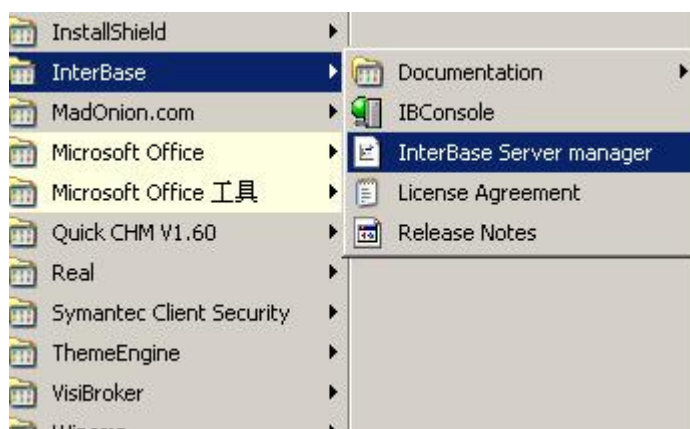 InstallShield
InterBase
MadOnion.com
Microsoft Office
Microsoft Office 工具
Quick CHM V1.60
Real
Symantec Client Security
ThemeEngine
VisiBroker
Documentation
IBConsole
InterBase Server manager
License Agreement
Release Notes